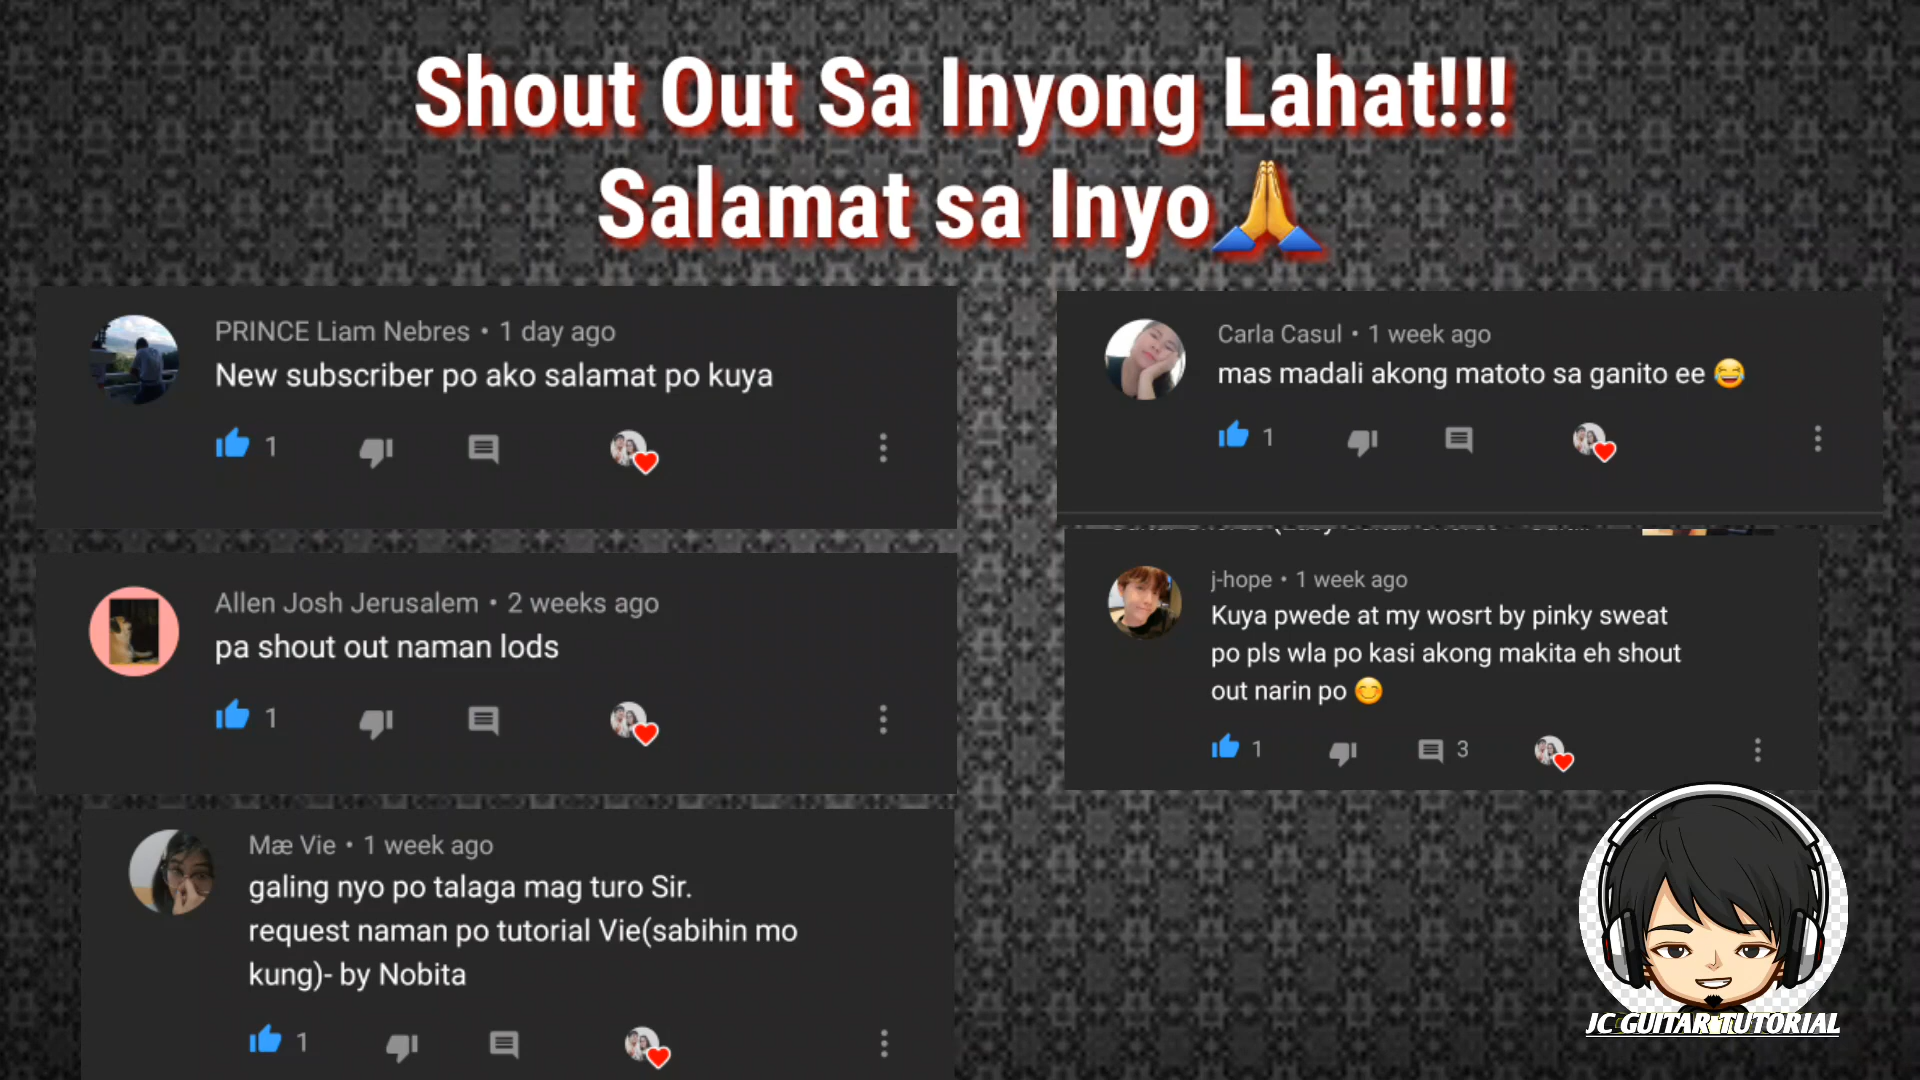 Shout Out Sa Inyong Lahat!!!
Salamat sa Inyo🙏
PRINCE Liam Nebres • 1 day ago
New subscriber po ako salamat po kuya
1
Allen Josh Jerusalem • 2 weeks ago
pa shout out naman lods
1
Mæ Vie • 1 week ago
galing nyo po talaga mag turo Sir.
request naman po tutorial Vie(sabihin mo
kung)- by Nobita
1
Carla Casul • 1 week ago
mas madali akong matoto sa ganito ee 😂
1
j-hope • 1 week ago
Kuya pwede at my wosrt by pinky sweat
po pls wla po kasi akong makita eh shout
out narin po 😊
1 3
JC GUITAR TUTORIAL